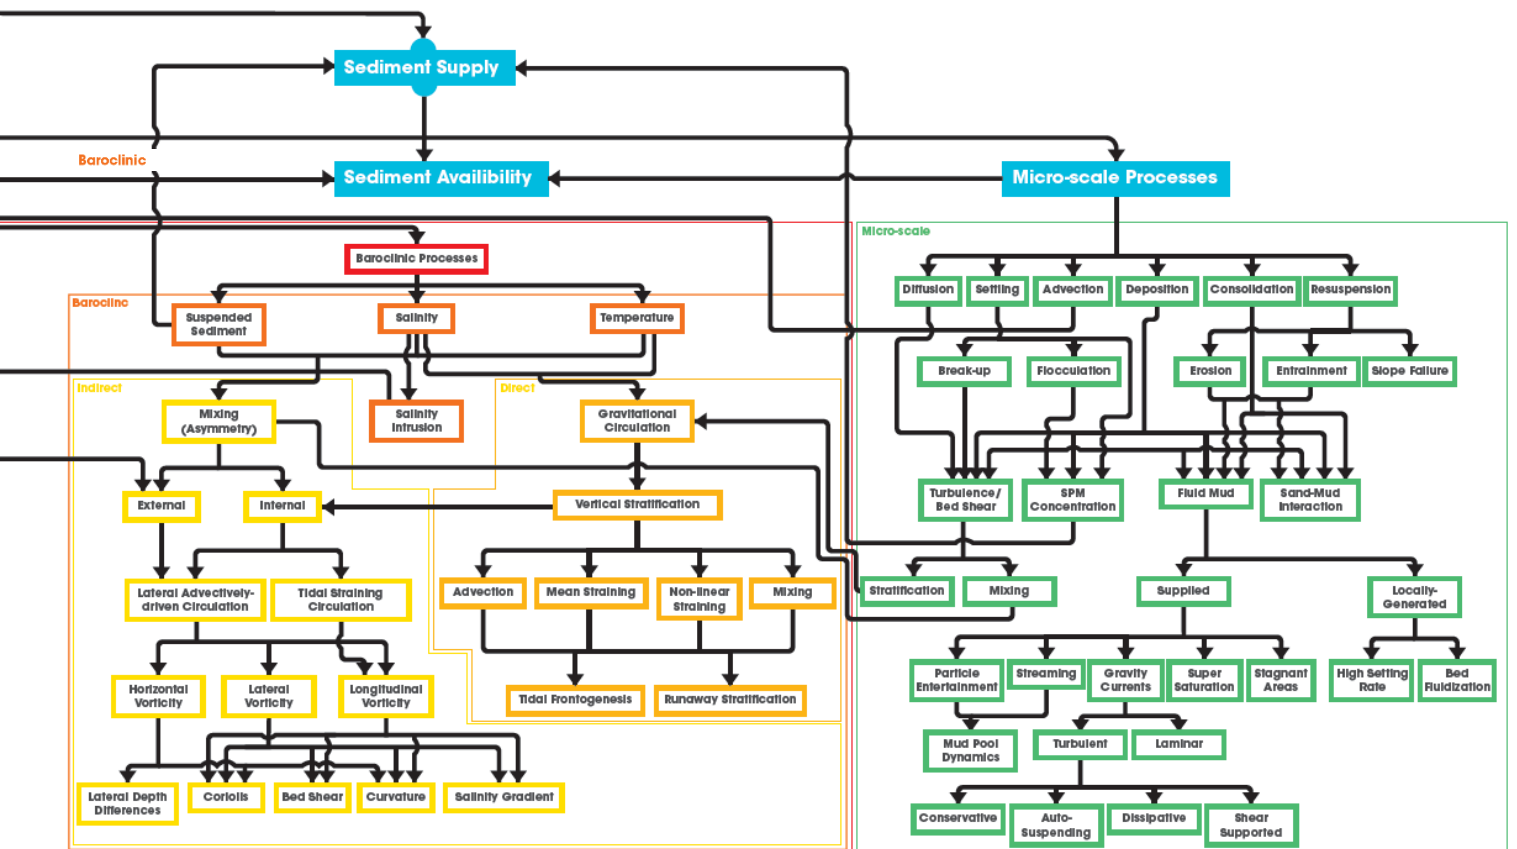 Sediment Supply
Baroclinic
Sediment Availibility
Micro-scale Processes
Micro-scale
Baroclinic Processes
Diffusion
Settling
Advection
Deposition
Consolidation
Resuspension
Baroclinc
Suspended
Sediment
Salinity
Temperature
Break-up
Flocculation
Erosion
Entrainment
Slope Failure
Indirect
Direct
Mixing
(Asymmetry)
Salinity
Intrusion
Gravitational
Circulation
External
Internal
Vertical Stratification
Turbulence/
Bed Shear
SPM
Concentration
Fluid Mud
Sand-Mud
Interaction
Lateral Advectively-
driven Circulation
Tidal Straining
Circulation
Advection
Mean Straining
Non-linear
Straining
Mixing
Stratification
Mixing
Supplied
Locally-
Generated
Horizontal
Vorticity
Lateral
Vorticity
Longitudinal
Vorticity
Tidal Frontogenesis
Runaway Stratification
Particle
Entertainment
Streaming
Gravity
Currents
Super
Saturation
Stagnant
Areas
High Setting
Rate
Bed
Fluidization
Mud Pool
Dynamics
Turbulent
Laminar
Lateral Depth
Differences
Coriolis
Bed Shear
Curvature
Salinity Gradient
Conservative
Auto-
Suspending
Dissipative
Shear
Supported